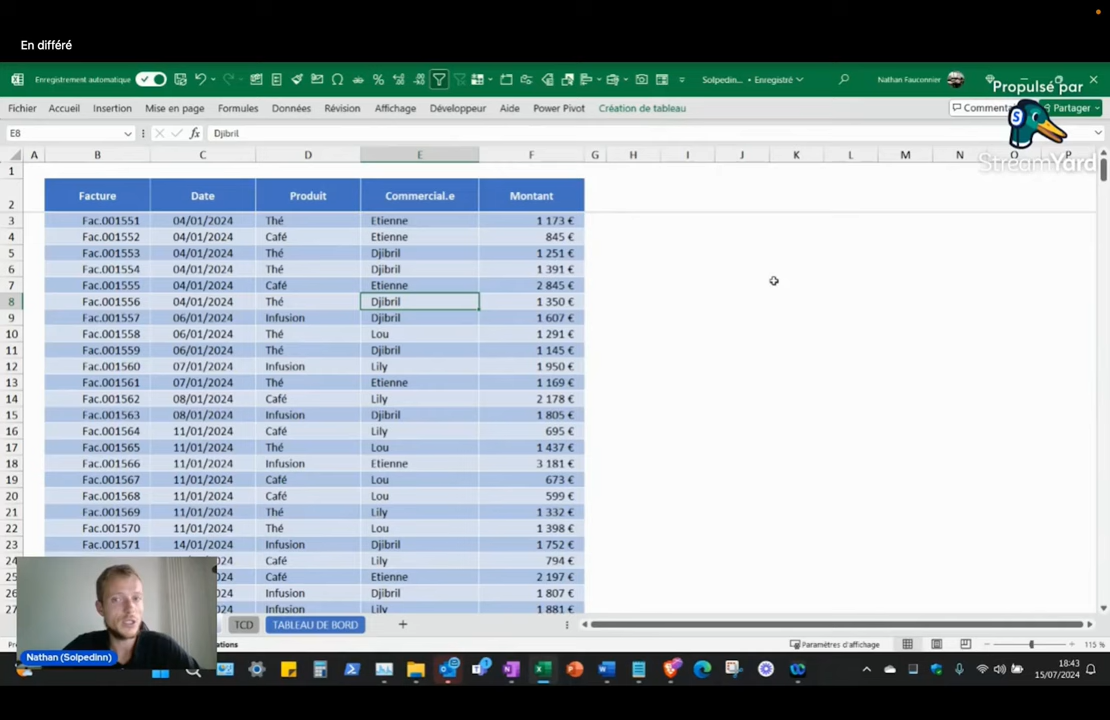 En différé
Enregistrement automatique
Solpedin... • Enregistré
Nathan Fauconnier
Propulsé par
StreamYard
Fichier Accueil Insertion Mise en page Formules Données Révision Affichage Développeur Aide Power Pivot Création de tableau
Commenta
Partager
E8
fx
Djibril
A B C D E F G H I J K L M N O P
1
2 Facture Date Produit Commercial.e Montant
3 Fac.001551 04/01/2024 Thé Etienne 1 173 €
4 Fac.001552 04/01/2024 Café Etienne 845 €
5 Fac.001553 04/01/2024 Thé Djibril 1 251 €
6 Fac.001554 04/01/2024 Thé Djibril 1 391 €
7 Fac.001555 04/01/2024 Café Etienne 2 845 €
8 Fac.001556 04/01/2024 Thé Djibril 1 350 €
9 Fac.001557 06/01/2024 Infusion Djibril 1 607 €
10 Fac.001558 06/01/2024 Thé Lou 1 291 €
11 Fac.001559 06/01/2024 Thé Djibril 1 145 €
12 Fac.001560 07/01/2024 Infusion Lily 1 950 €
13 Fac.001561 07/01/2024 Thé Etienne 1 169 €
14 Fac.001562 08/01/2024 Café Lily 2 178 €
15 Fac.001563 08/01/2024 Infusion Djibril 1 805 €
16 Fac.001564 11/01/2024 Café Lily 695 €
17 Fac.001565 11/01/2024 Thé Lou 1 437 €
18 Fac.001566 11/01/2024 Infusion Etienne 3 181 €
19 Fac.001567 11/01/2024 Café Lou 673 €
20 Fac.001568 11/01/2024 Café Lou 599 €
21 Fac.001569 11/01/2024 Thé Lily 1 332 €
22 Fac.001570 11/01/2024 Thé Lou 1 398 €
23 Fac.001571 14/01/2024 Infusion Djibril 1 752 €
24 Café Lily 794 €
25 Café Etienne 2 197 €
26 Infusion Djibril 1 807 €
27 Infusion Lily 1 881 €
TCD TABLEAU DE BORD
Nathan (Solpedinn)
Paramètres d'affichage
115 %
18:43
15/07/2024